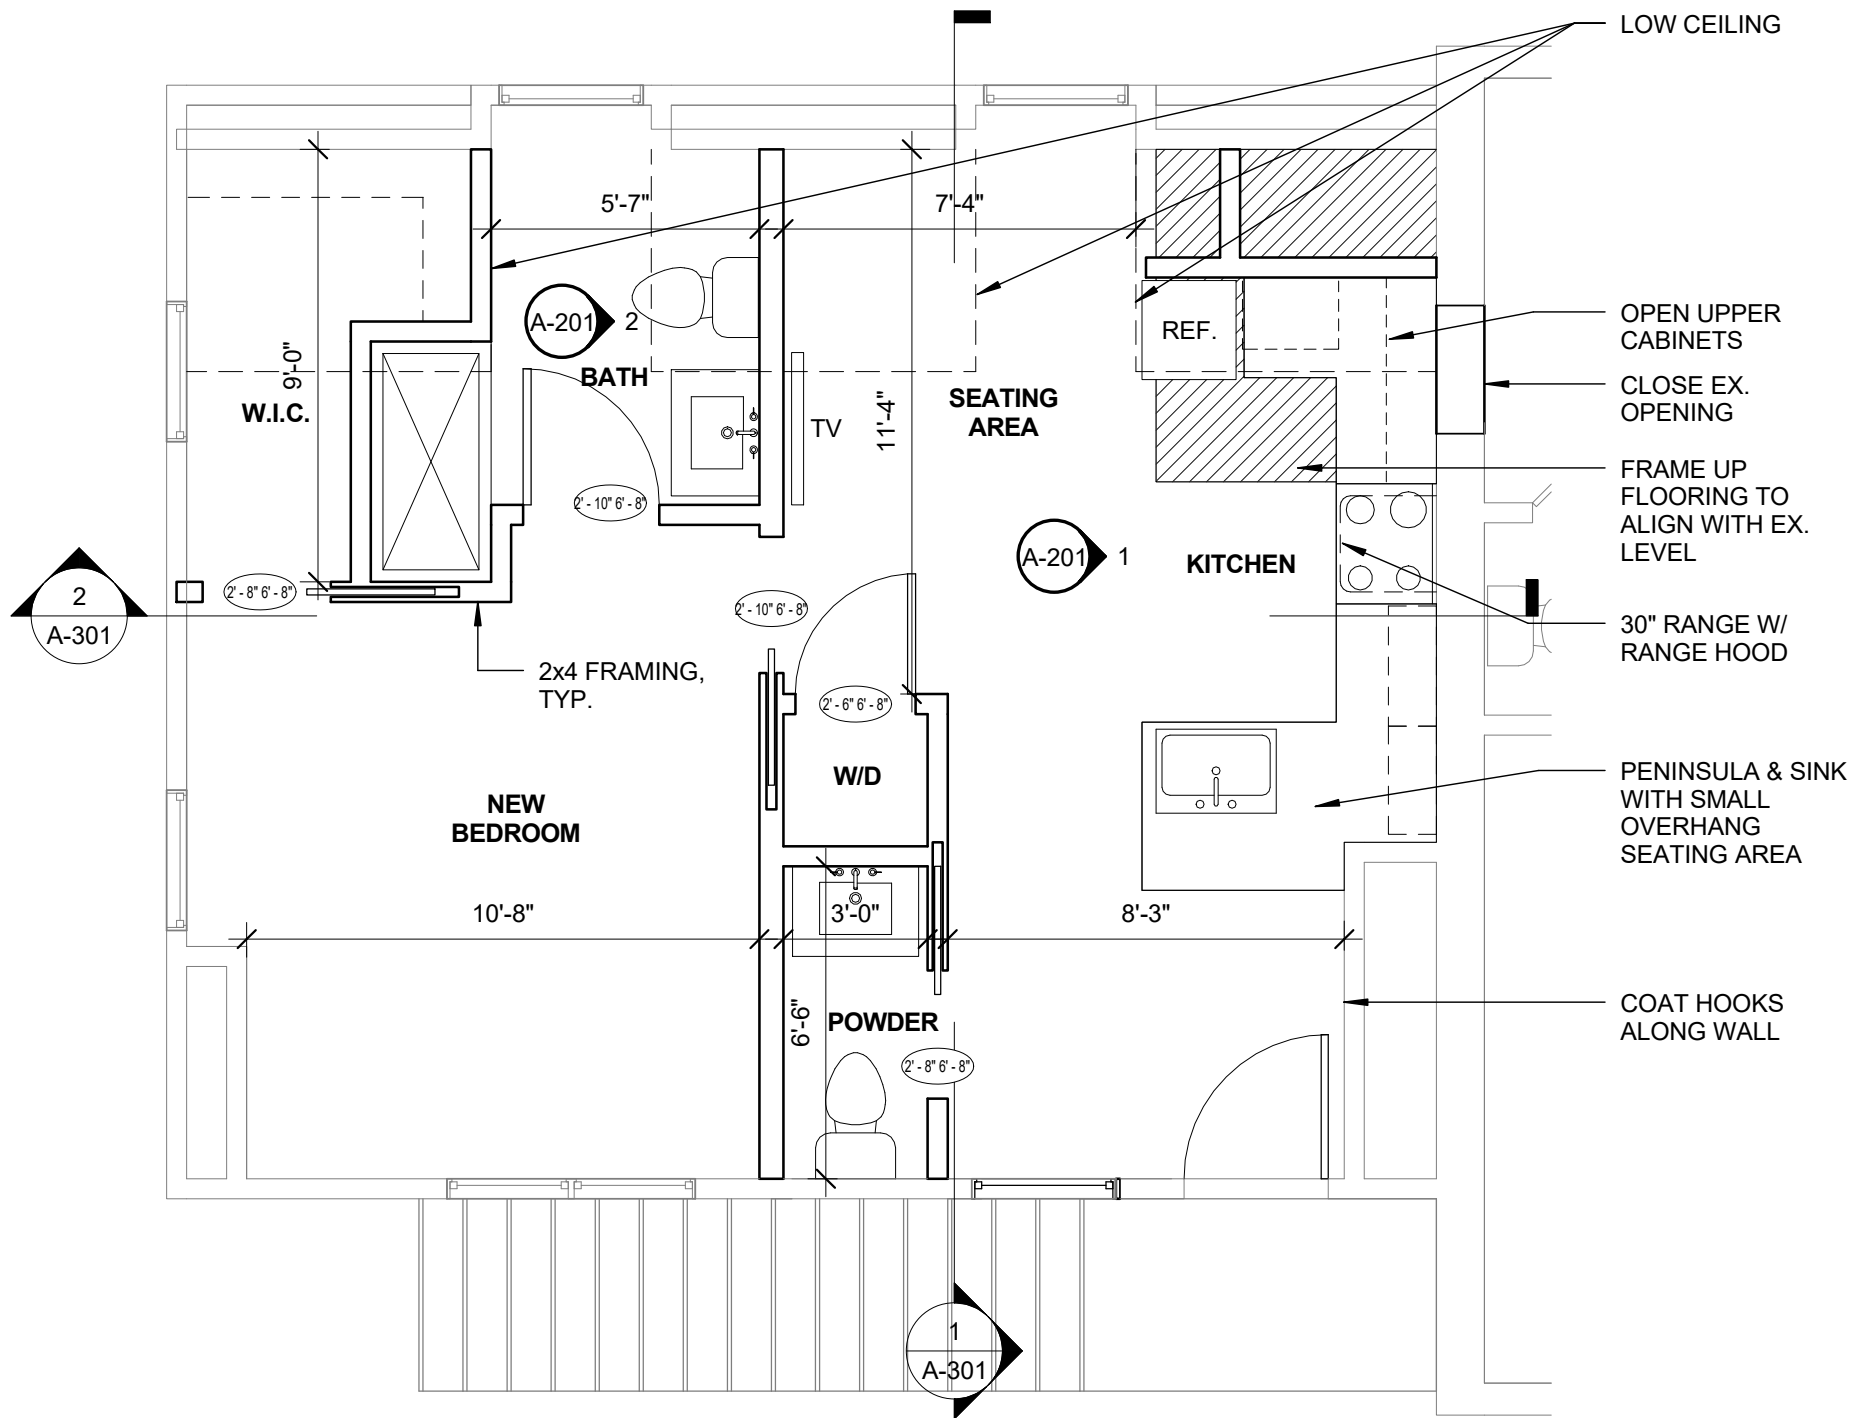 LOW CEILING
5'-7"
7'-4"
9'-0"
11'-4"
A-201
2
BATH
W.I.C.
TV
SEATING
AREA
REF.
OPEN UPPER
CABINETS
CLOSE EX.
OPENING
FRAME UP
FLOORING TO
ALIGN WITH EX.
LEVEL
2' - 10" 6' - 8"
A-201
1
KITCHEN
2
A-301
2' - 8" 6' - 8"
2' - 10" 6' - 8"
30" RANGE W/
RANGE HOOD
2x4 FRAMING,
TYP.
2' - 6" 6' - 8"
W/D
NEW
BEDROOM
PENINSULA & SINK
WITH SMALL
OVERHANG
SEATING AREA
10'-8"
3'-0"
8'-3"
6'-6"
POWDER
2' - 8" 6' - 8"
COAT HOOKS
ALONG WALL
1
A-301